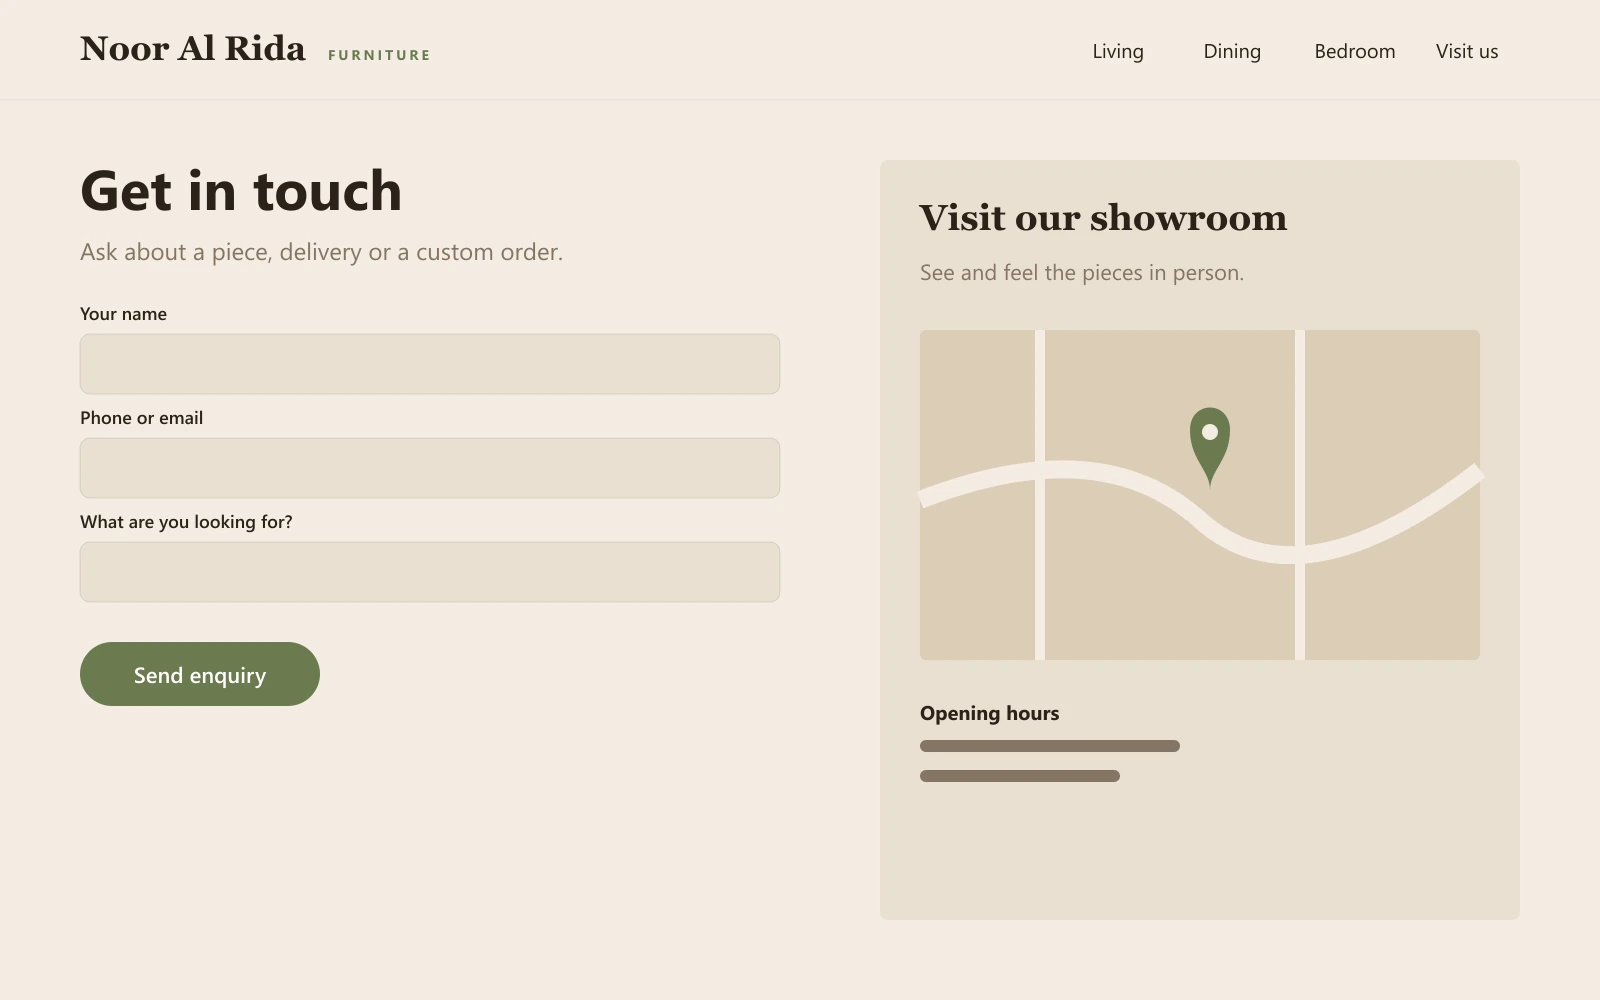 Noor Al Rida FURNITURE
Living Dining Bedroom Visit us
Get in touch
Ask about a piece, delivery or a custom order.
Your name
Phone or email
What are you looking for?
Send enquiry
Visit our showroom
See and feel the pieces in person.
Opening hours